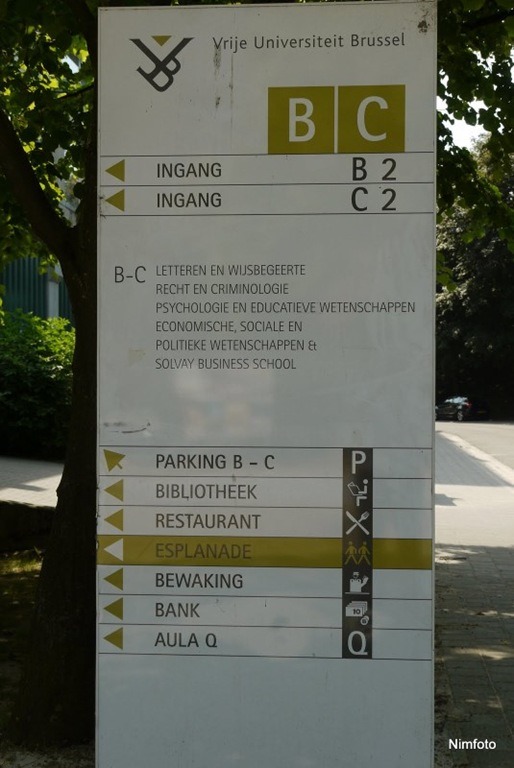 Vrije Universiteit Brussel
B C
INGANG B 2
INGANG C 2
B-C LETTEREN EN WIJSBEGEERTE
RECHT EN CRIMINOLOGIE
PSYCHOLOGIE EN EDUCATIEVE WETENSCHAPPEN
ECONOMISCHE, SOCIALE EN
POLITIEKE WETENSCHAPPEN &
SOLVAY BUSINESS SCHOOL
PARKING B - C P
BIBLIOTHEEK
RESTAURANT
ESPLANADE
BEWAKING
BANK 10
AULA Q Q
Nimfoto